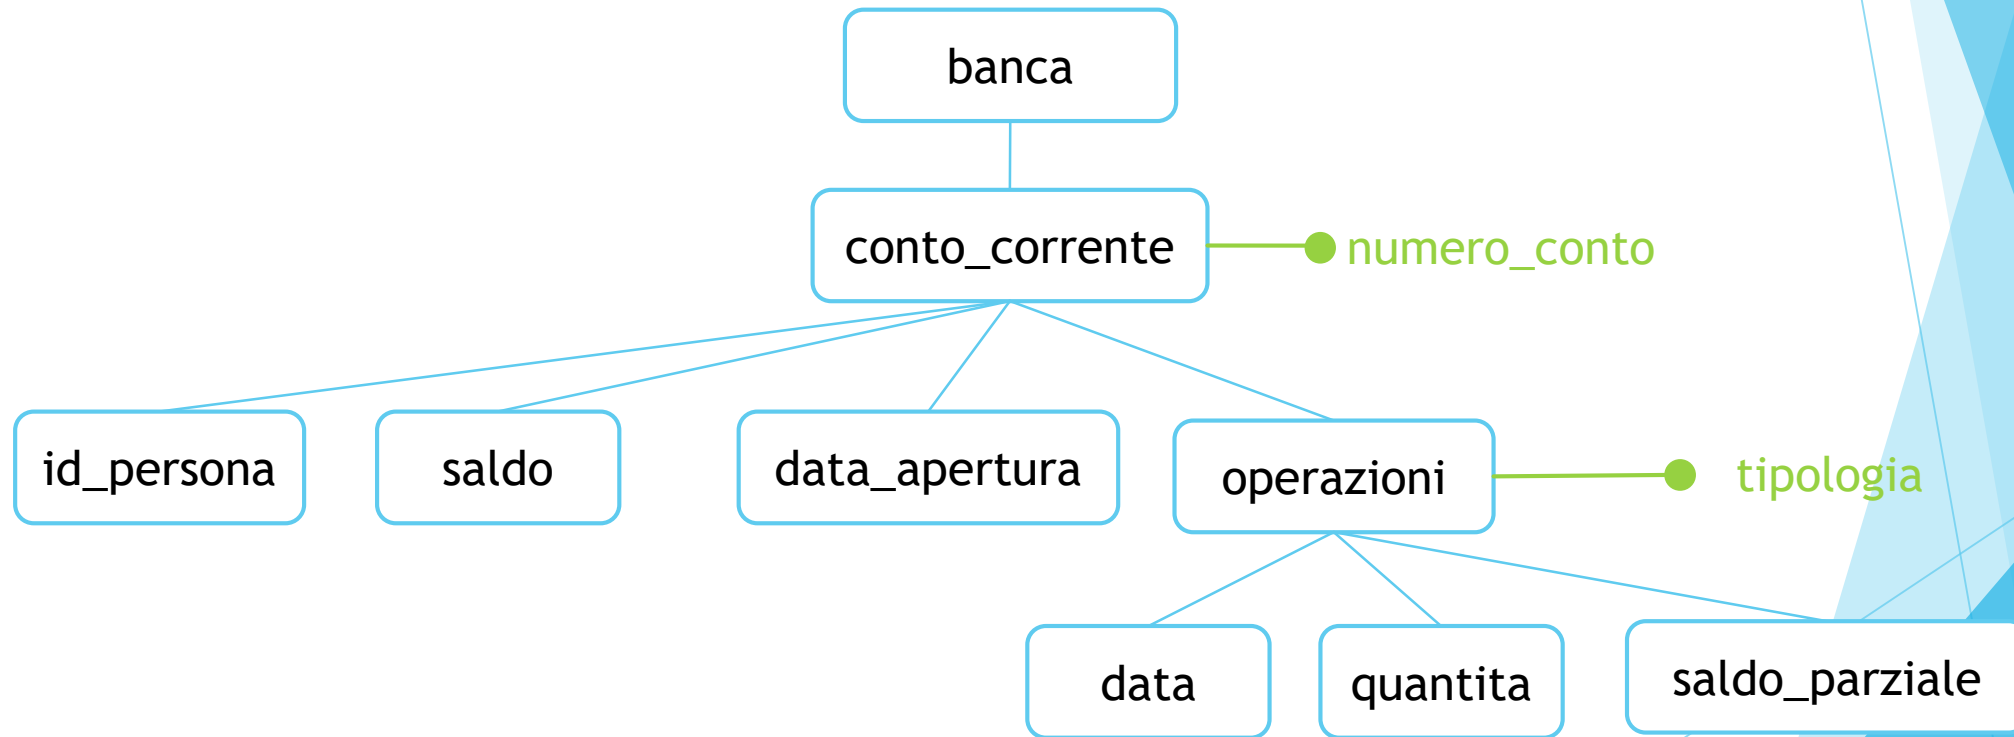 banca
conto_corrente
numero_conto
id_persona
saldo
data_apertura
operazioni
tipologia
data
quantita
saldo_parziale